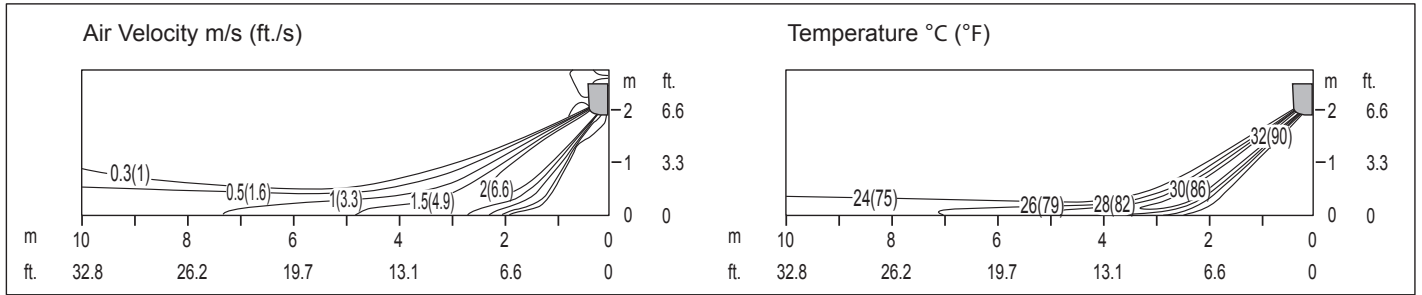 Air Velocity m/s (ft./s)
m ft.
2 6.6
1 3.3
0 0
0.3(1)
0.5(1.6)
1(3.3)
1.5(4.9)
2(6.6)
m 10 8 6 4 2 0
ft. 32.8 26.2 19.7 13.1 6.6 0
Temperature °C (°F)
m ft.
2 6.6
1 3.3
0 0
32(90)
30(86)
24(75)
26(79)
28(82)
m 10 8 6 4 2 0
ft. 32.8 26.2 19.7 13.1 6.6 0